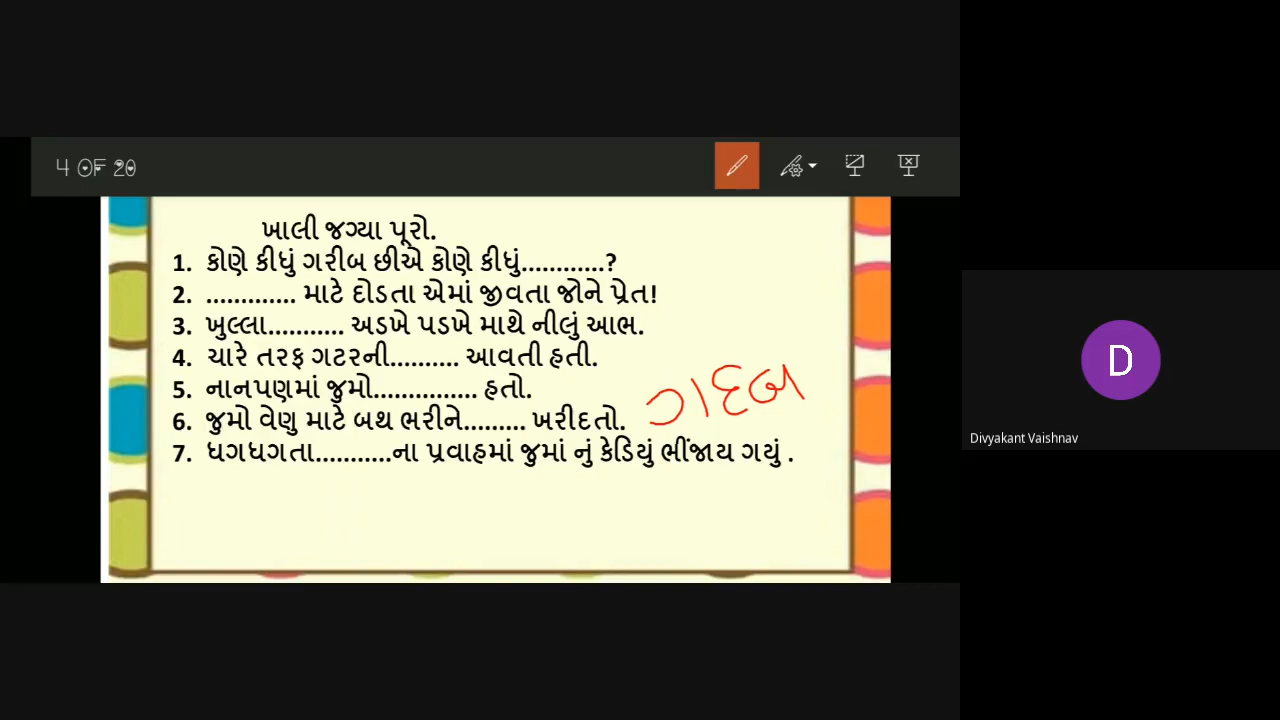 4 OF 20
ખાલી જગ્યા પૂરો.
1. કોણે કીધું ગરીબ છીએ કોણે કીધું............?
2. ............. માટે દોડતા એમાં જીવતા જોને પ્રેત!
3. ખુલ્લા........... અડખે પડખે માથે નીલું આભ.
4. ચારે તરફ ગટરની.......... આવતી હતી.
5. નાનપણમાં જુમો............... હતો.
6. જુમો વેણુ માટે બથ ભરીને......... ખરીદતો. ગદબ
7. ધગધગતા...........ના પ્રવાહમાં જુમાં નું કેડિયું ભીંજાય ગયું .
D
Divyakant Vaishnav